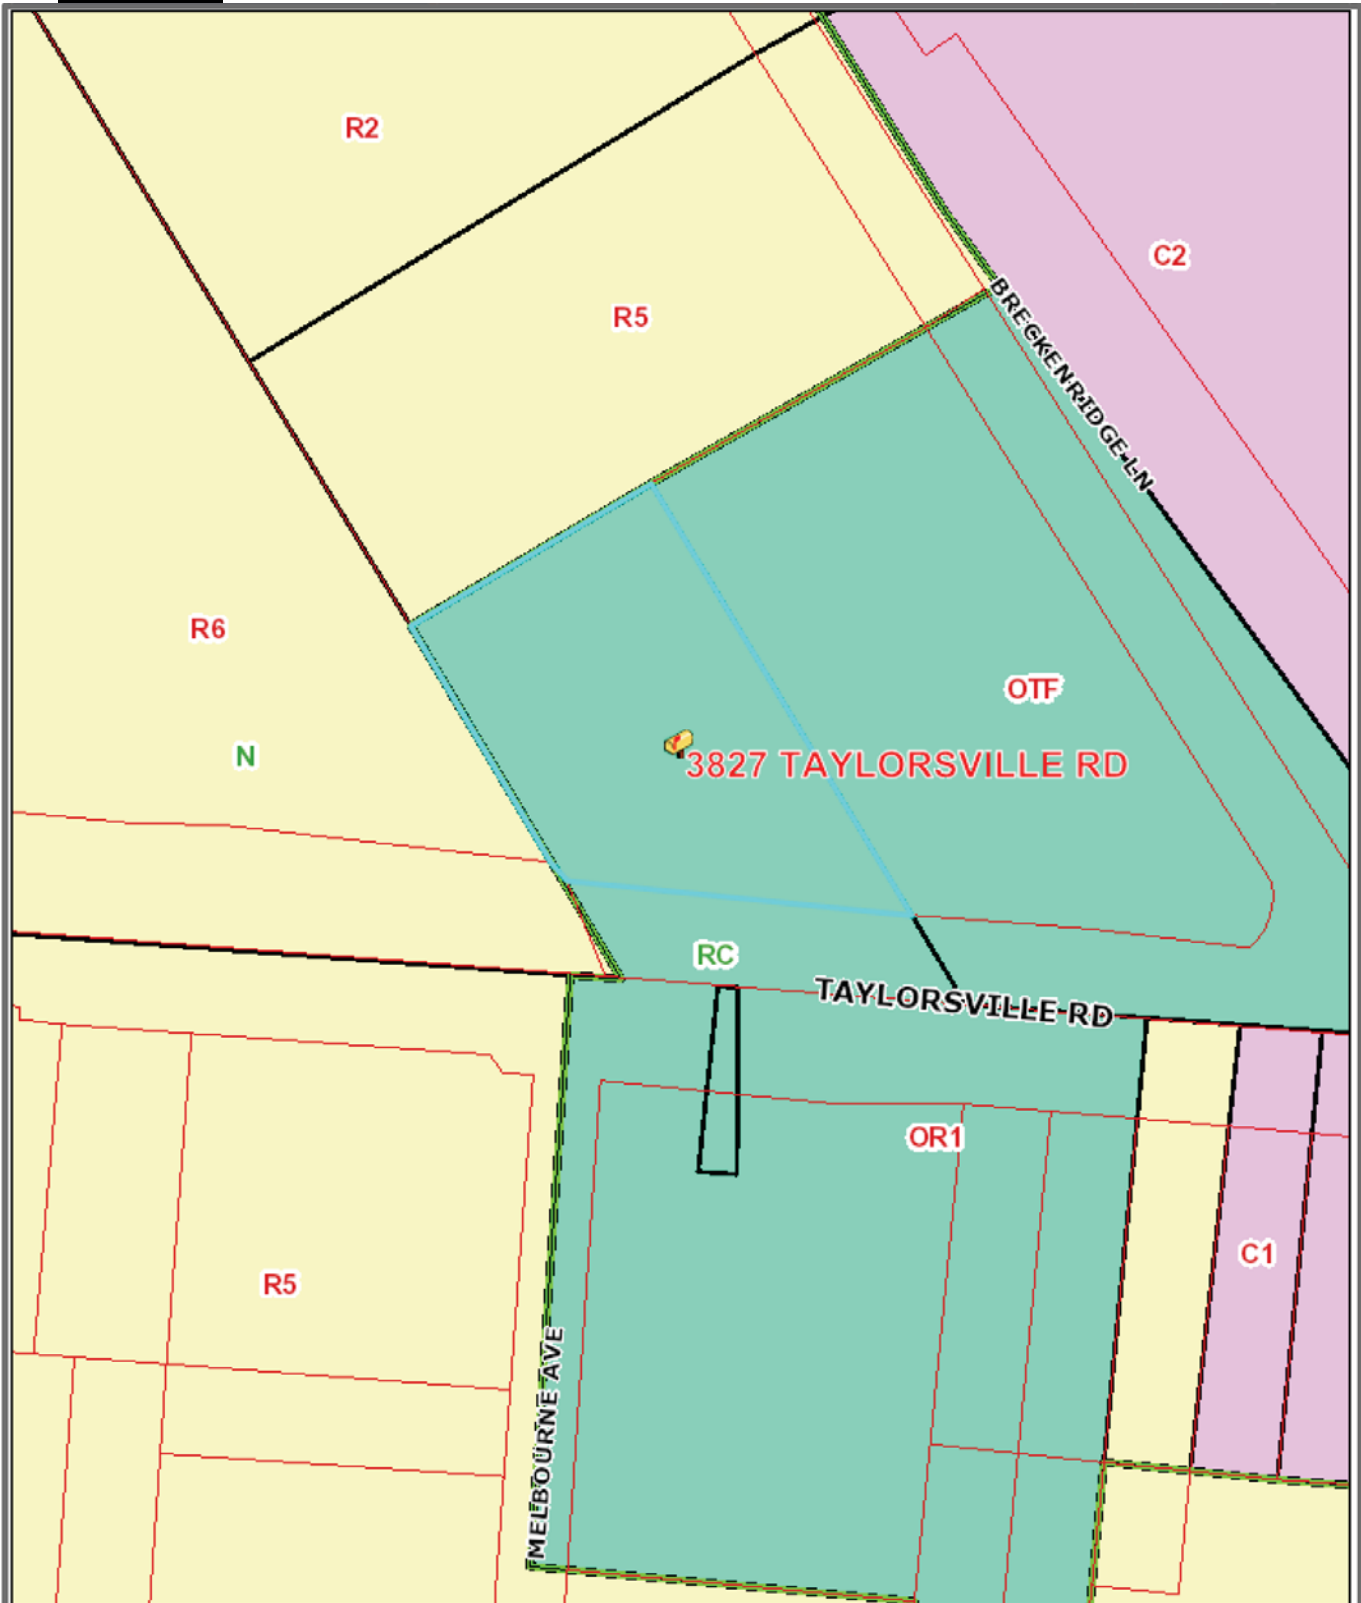 R2
C2
R5
BRECKENRIDGE LN
R6
OTF
N
3827 TAYLORSVILLE RD
RC
TAYLORSVILLE RD
OR1
C1
R5
MELBOURNE AVE